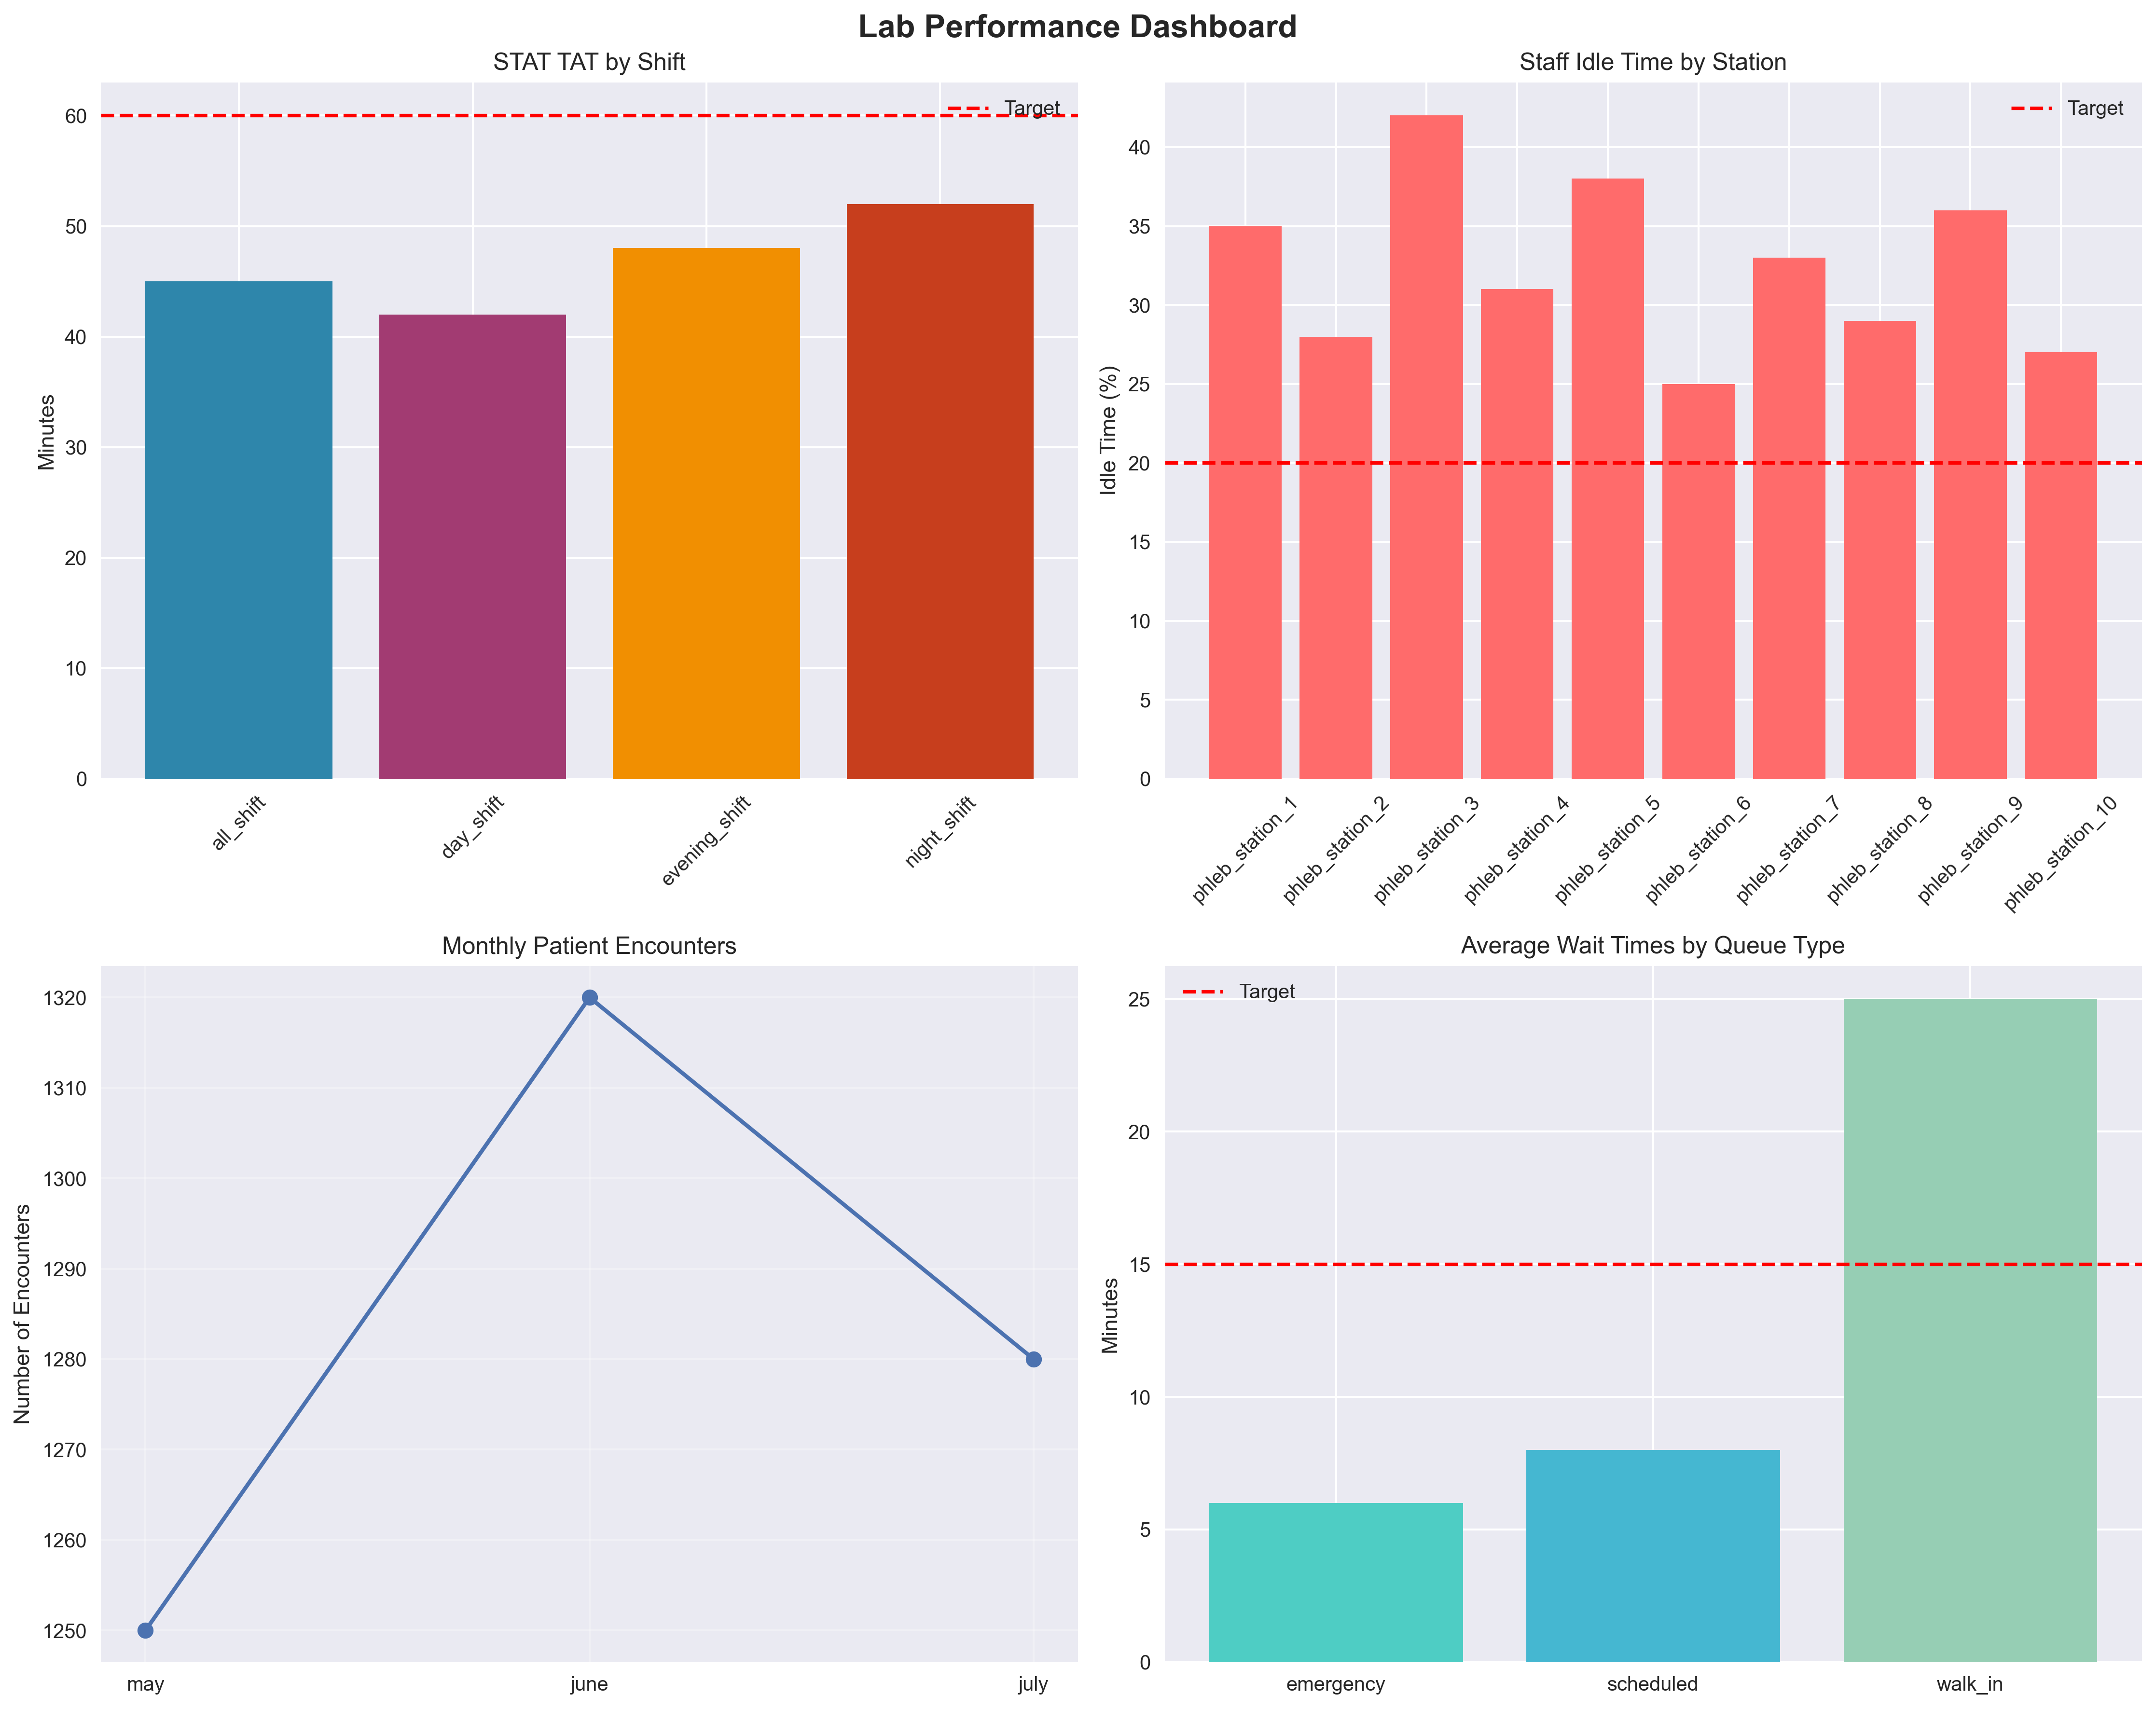 Lab Performance Dashboard
STAT TAT by Shift
Target
60
50
40
30
20
10
0
Minutes
all_shift
day_shift
evening_shift
night_shift
Staff Idle Time by Station
Target
40
35
30
25
20
15
10
5
0
Idle Time (%)
phleb_station_1
phleb_station_2
phleb_station_3
phleb_station_4
phleb_station_5
phleb_station_6
phleb_station_7
phleb_station_8
phleb_station_9
phleb_station_10
Monthly Patient Encounters
1320
1310
1300
1290
1280
1270
1260
1250
Number of Encounters
may
june
july
Average Wait Times by Queue Type
Target
25
20
15
10
5
0
Minutes
emergency
scheduled
walk_in